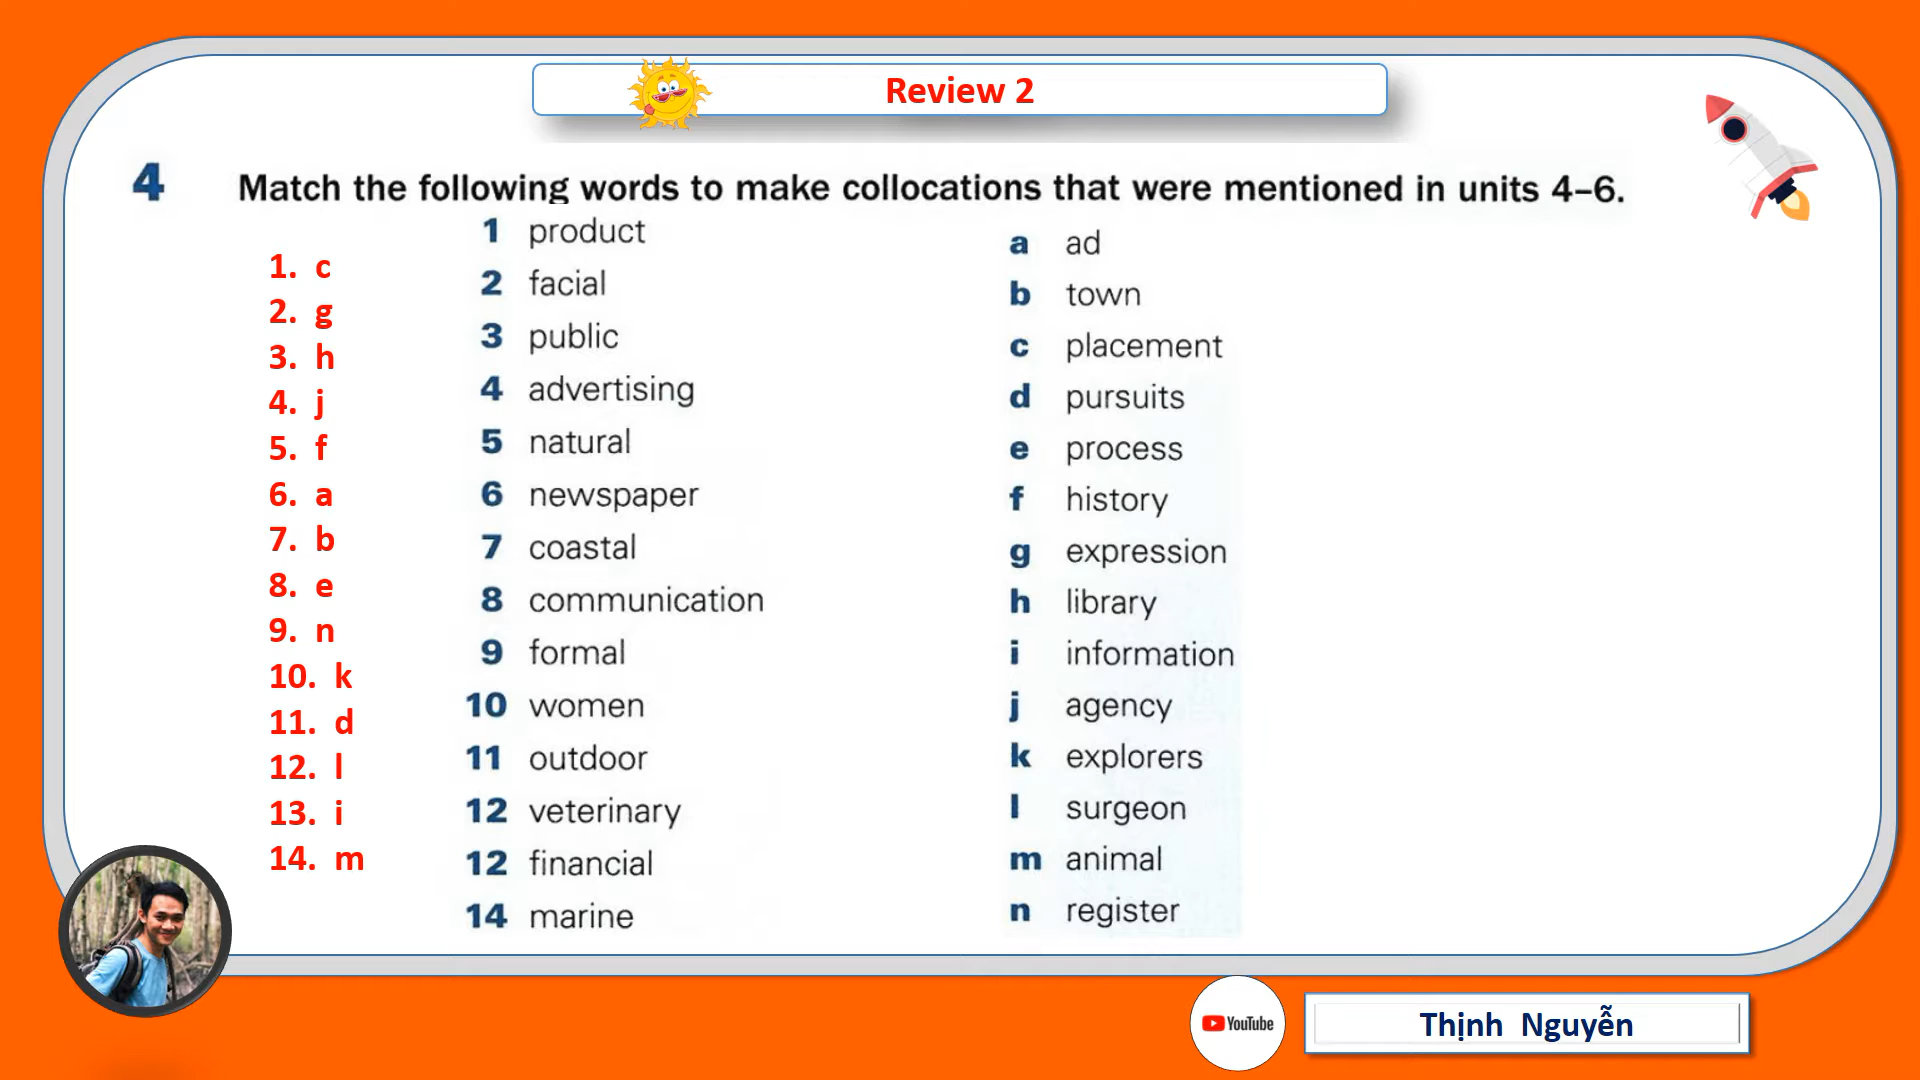 Review 2
4 Match the following words to make collocations that were mentioned in units 4–6.
1. c
2. g
3. h
4. j
5. f
6. a
7. b
8. e
9. n
10. k
11. d
12. l
13. i
14. m
1 product
2 facial
3 public
4 advertising
5 natural
6 newspaper
7 coastal
8 communication
9 formal
10 women
11 outdoor
12 veterinary
12 financial
14 marine
a ad
b town
c placement
d pursuits
e process
f history
g expression
h library
i information
j agency
k explorers
l surgeon
m animal
n register
YouTube
Thịnh Nguyễn